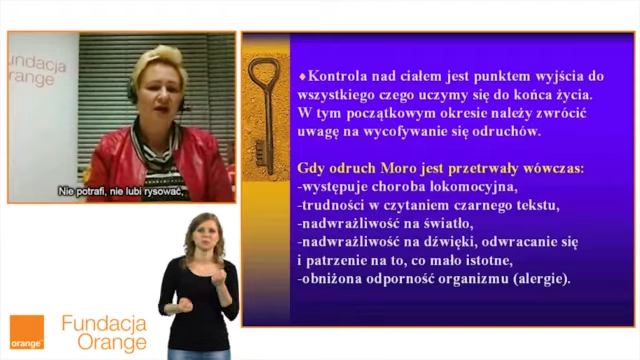 undacja
Orange
Nie potrafi, nie lubi rysować,
orange
Fundacja
Orange
♦Kontrola nad ciałem jest punktem wyjścia do
wszystkiego czego uczymy się do końca życia.
W tym początkowym okresie należy zwrócić
uwagę na wycofywanie się odruchów.
Gdy odruch Moro jest przetrwały wówczas:
-występuje choroba lokomocyjna,
-trudności w czytaniem czarnego tekstu,
-nadwrażliwość na światło,
-nadwrażliwość na dźwięki, odwracanie się
i patrzenie na to, co mało istotne,
-obniżona odporność organizmu (alergie).